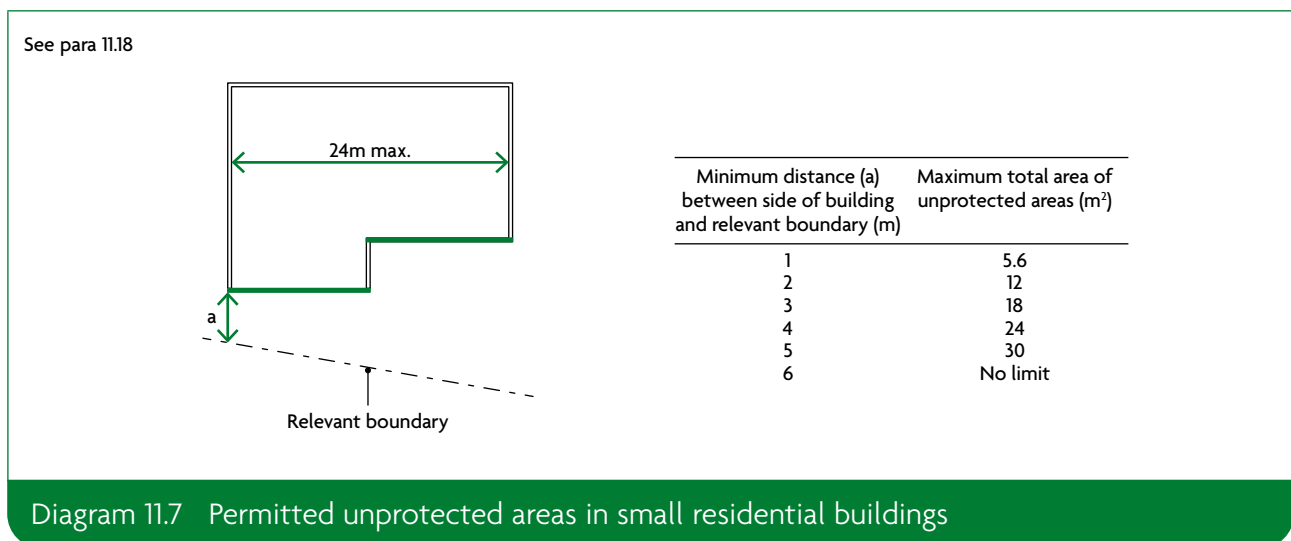 See para 11.18
24m max.
a
Relevant boundary
Minimum distance (a)
between side of building
and relevant boundary (m)
Maximum total area of
unprotected areas (m²)
1 5.6
2 12
3 18
4 24
5 30
6 No limit
Diagram 11.7 Permitted unprotected areas in small residential buildings